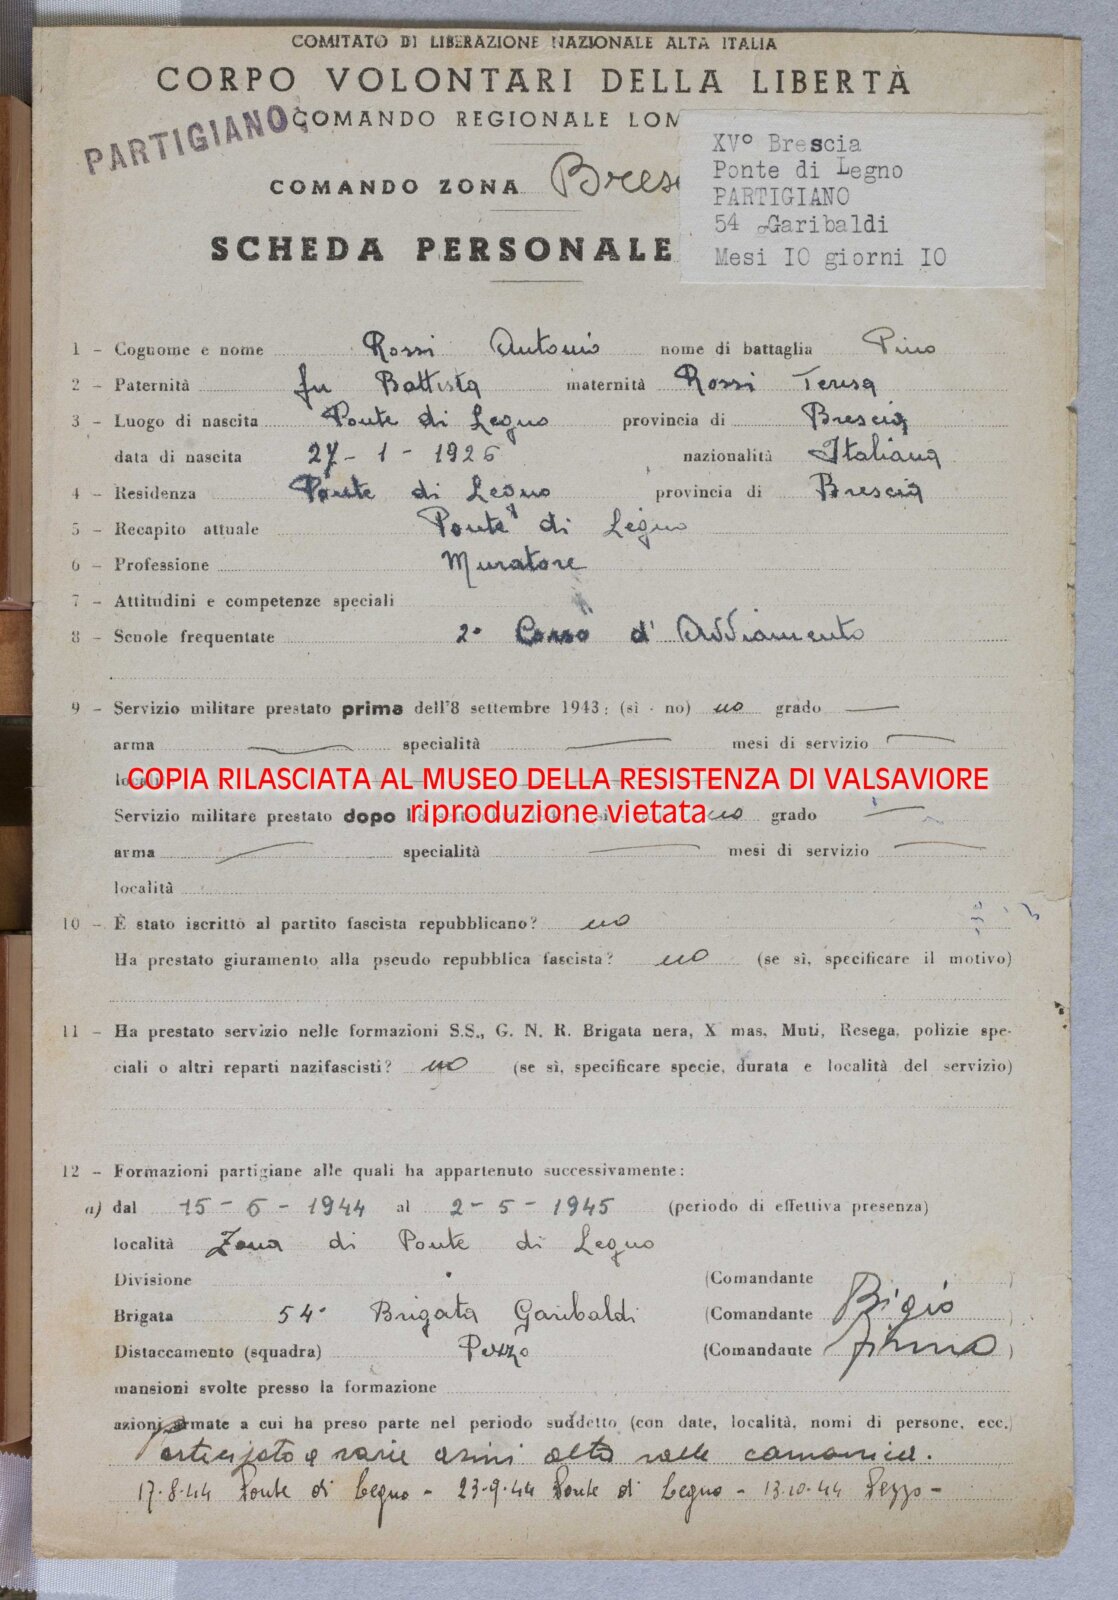 COMITATO DI LIBERAZIONE NAZIONALE ALTA ITALIA
CORPO VOLONTARI DELLA LIBERTÀ
PARTIGIANO
COMANDO REGIONALE LOM
XVº Brescia
Ponte di Legno
PARTIGIANO
54 Garibaldi
Mesi IO giorni IO
COMANDO ZONA Bresc
SCHEDA PERSONALE
1 - Cognome e nome Rossi Antonio nome di battaglia Pino
2 - Paternità fu Battista maternità Rossi Teresa
3 - Luogo di nascita Ponte di Legno provincia di Brescia
data di nascita 27 - 1 - 1926 nazionalità Italiana
4 - Residenza Ponte di Legno provincia di Brescia
5 - Recapito attuale Ponte di Legno
6 - Professione Muratore
7 - Attitudini e competenze speciali
8 - Scuole frequentate 2º Corso d' Avviamento
9 - Servizio militare prestato prima dell'8 settembre 1943: (sì - no) no grado —
arma — specialità — mesi di servizio —
COPIA RILASCIATA AL MUSEO DELLA RESISTENZA DI VALSAVIORE
riproduzione vietata
Servizio militare prestato dopo no grado —
arma — specialità — mesi di servizio —
località
10 - È stato iscritto al partito fascista repubblicano? no
Ha prestato giuramento alla pseudo repubblica fascista? no (se sì, specificare il motivo)
11 - Ha prestato servizio nelle formazioni S.S., G. N. R. Brigata nera, X mas, Muti, Resega, polizie spe-
ciali o altri reparti nazifascisti? no (se sì, specificare specie, durata e località del servizio)
12 - Formazioni partigiane alle quali ha appartenuto successivamente:
a) dal 15 - 6 - 1944 al 2 - 5 - 1945 (periodo di effettiva presenza)
località Zona di Ponte di Legno
Divisione (Comandante )
Brigata 54ª Brigata Garibaldi (Comandante Bigio )
Distaccamento (squadra) Pezzo (Comandante )
mansioni svolte presso la formazione
azioni armate a cui ha preso parte nel periodo suddetto (con date, località, nomi di persone, ecc.)
Partecipato a varie azioni alta valle camonica.
17.8.44 Ponte di Legno - 23.9.44 Ponte di Legno - 13.10.44 Pezzo -